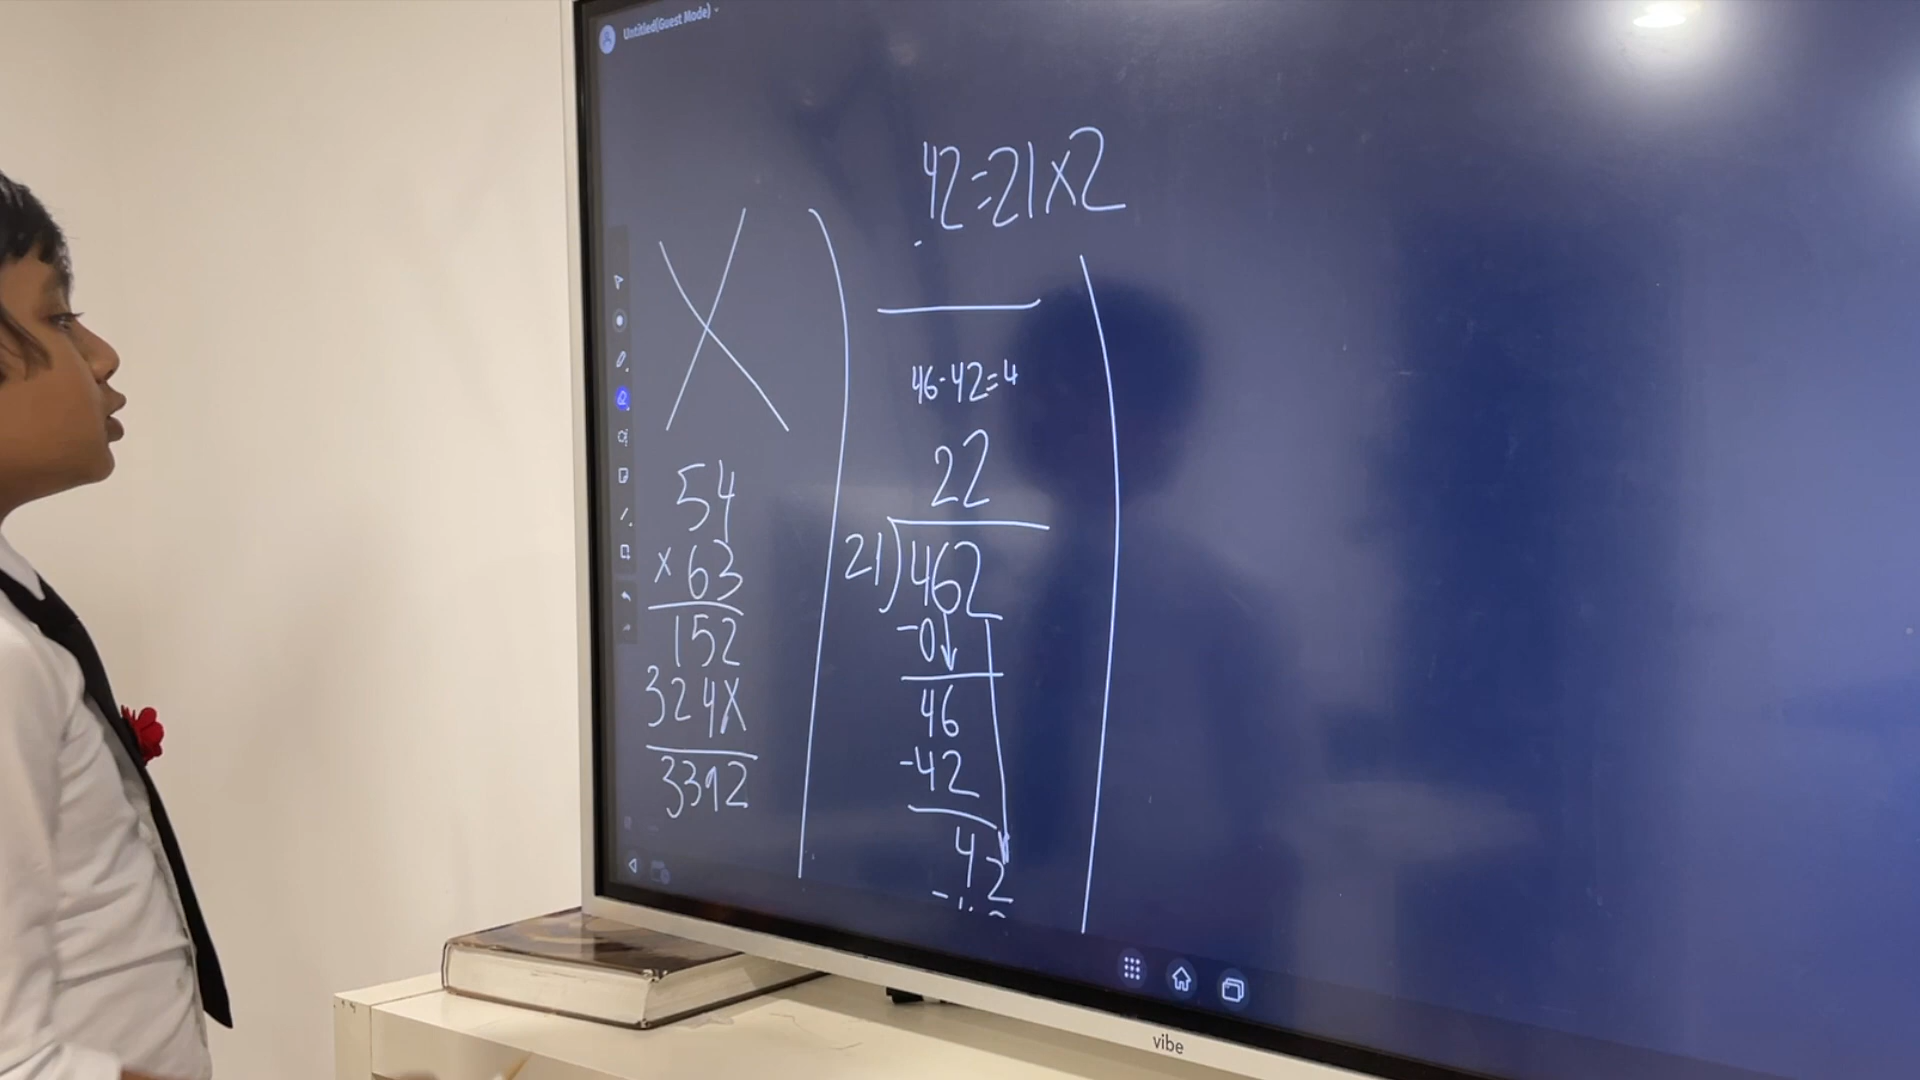 Untitled(Guest Mode)
42=21x2
46-42=4
54
x 63
152
324X
3392
22
21)462
-0
46
-42
42
vibe